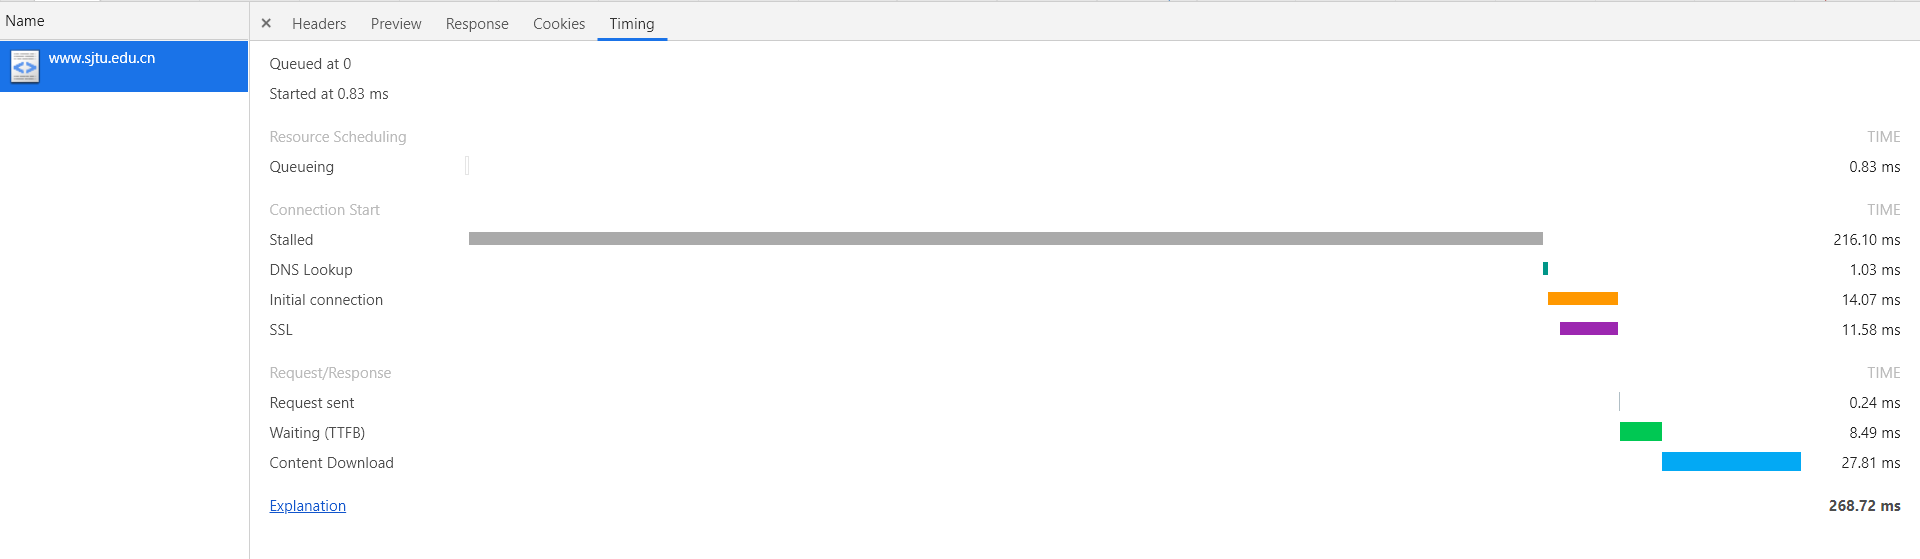 Name
× Headers Preview Response Cookies Timing
www.sjtu.edu.cn
Queued at 0
Started at 0.83 ms
Resource Scheduling TIME
Queueing 0.83 ms
Connection Start TIME
Stalled 216.10 ms
DNS Lookup 1.03 ms
Initial connection 14.07 ms
SSL 11.58 ms
Request/Response TIME
Request sent 0.24 ms
Waiting (TTFB) 8.49 ms
Content Download 27.81 ms
Explanation 268.72 ms